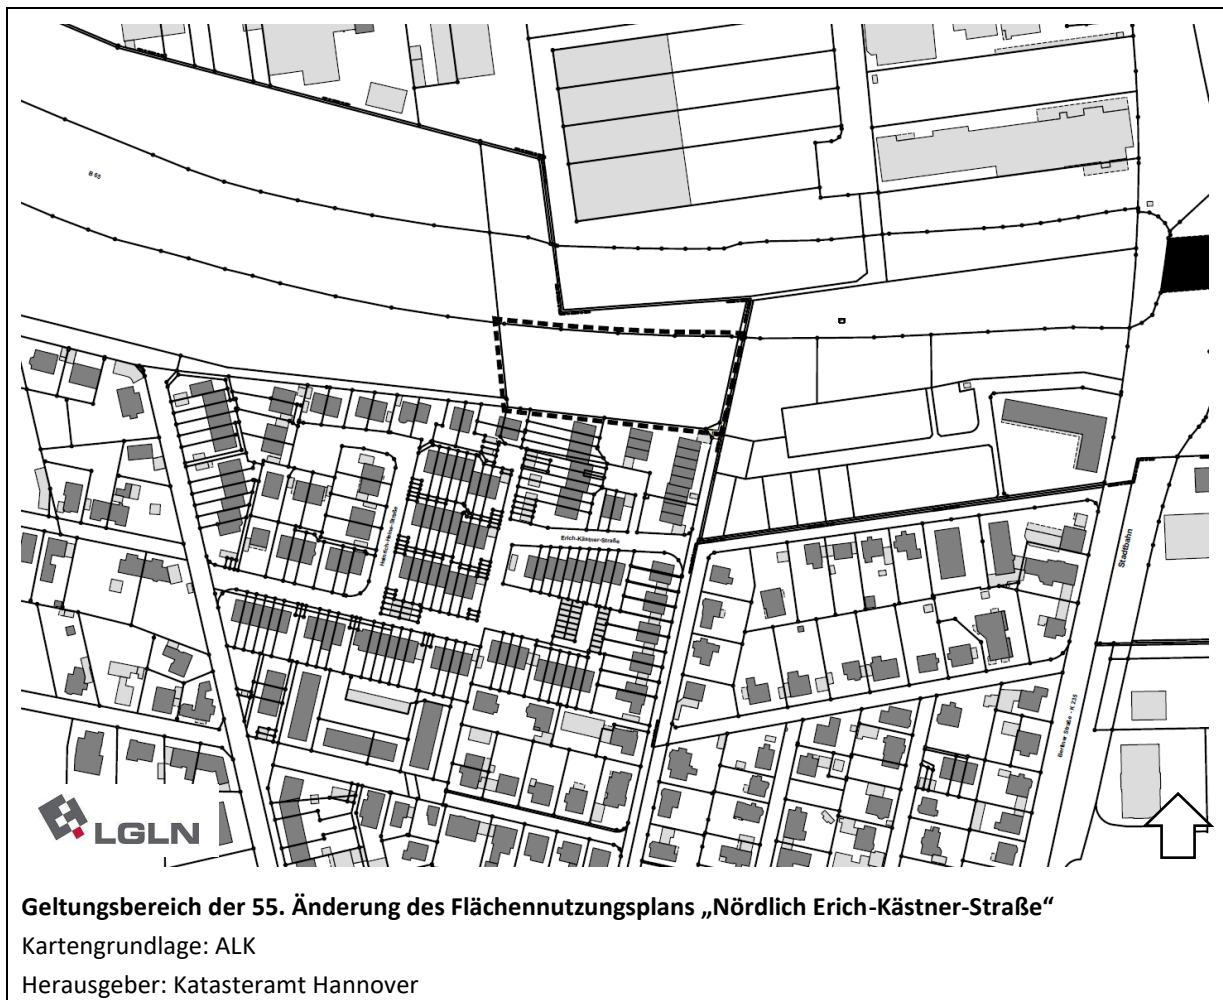 B 65
Heinrich-Heine-Straße
Erich-Kästner-Straße
Stadtbahn
Berliner Straße - K 235
LGLN
Geltungsbereich der 55. Änderung des Flächennutzungsplans „Nördlich Erich-Kästner-Straße“
Kartengrundlage: ALK
Herausgeber: Katasteramt Hannover